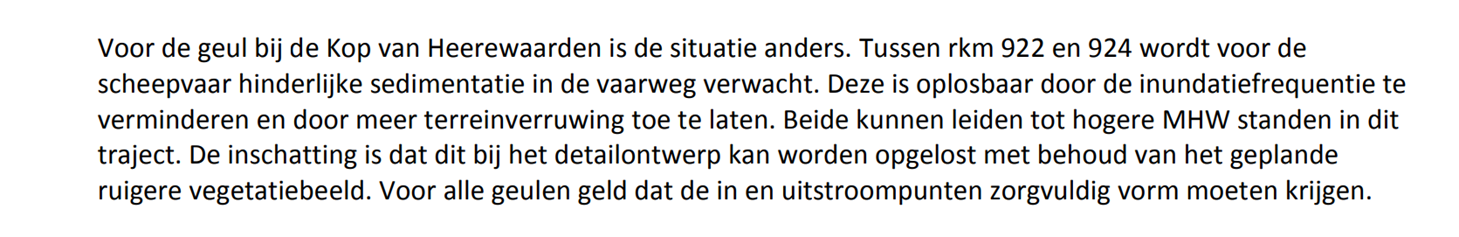 Voor de geul bij de Kop van Heerewaarden is de situatie anders. Tussen rkm 922 en 924 wordt voor de
scheepvaar hinderlijke sedimentatie in de vaarweg verwacht. Deze is oplosbaar door de inundatiefrequentie te
verminderen en door meer terreinverruwing toe te laten. Beide kunnen leiden tot hogere MHW standen in dit
traject. De inschatting is dat dit bij het detailontwerp kan worden opgelost met behoud van het geplande
ruigere vegetatiebeeld. Voor alle geulen geld dat de in en uitstroompunten zorgvuldig vorm moeten krijgen.